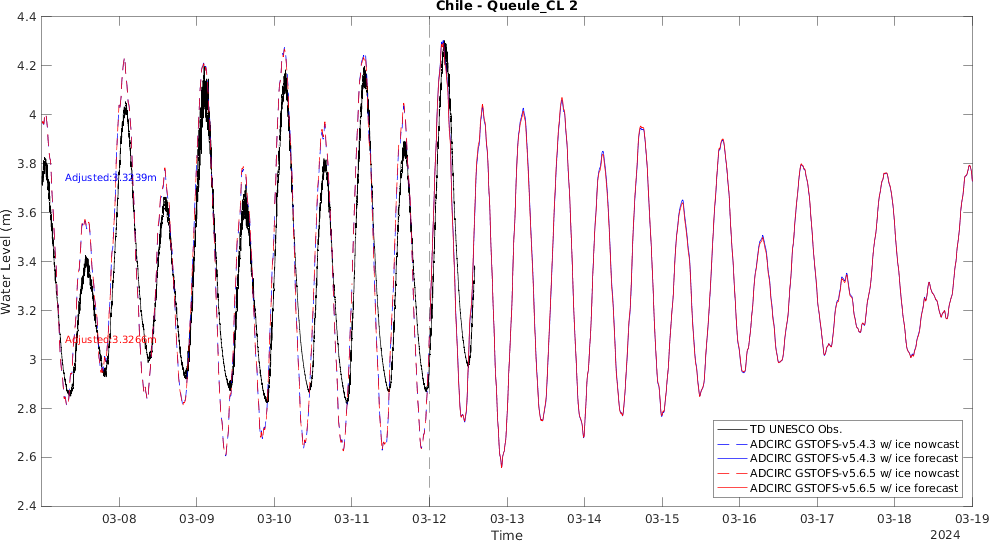 Chile - Queule_CL 2
4.4
4.2
4
3.8
3.6
3.4
3.2
3
2.8
2.6
2.4
Water Level (m)
Adjusted:3.3239m
Adjusted:3.3266m
TD UNESCO Obs.
ADCIRC GSTOFS-v5.4.3 w/ ice nowcast
ADCIRC GSTOFS-v5.4.3 w/ ice forecast
ADCIRC GSTOFS-v5.6.5 w/ ice nowcast
ADCIRC GSTOFS-v5.6.5 w/ ice forecast
03-08 03-09 03-10 03-11 03-12 03-13 03-14 03-15 03-16 03-17 03-18 03-19
Time
2024